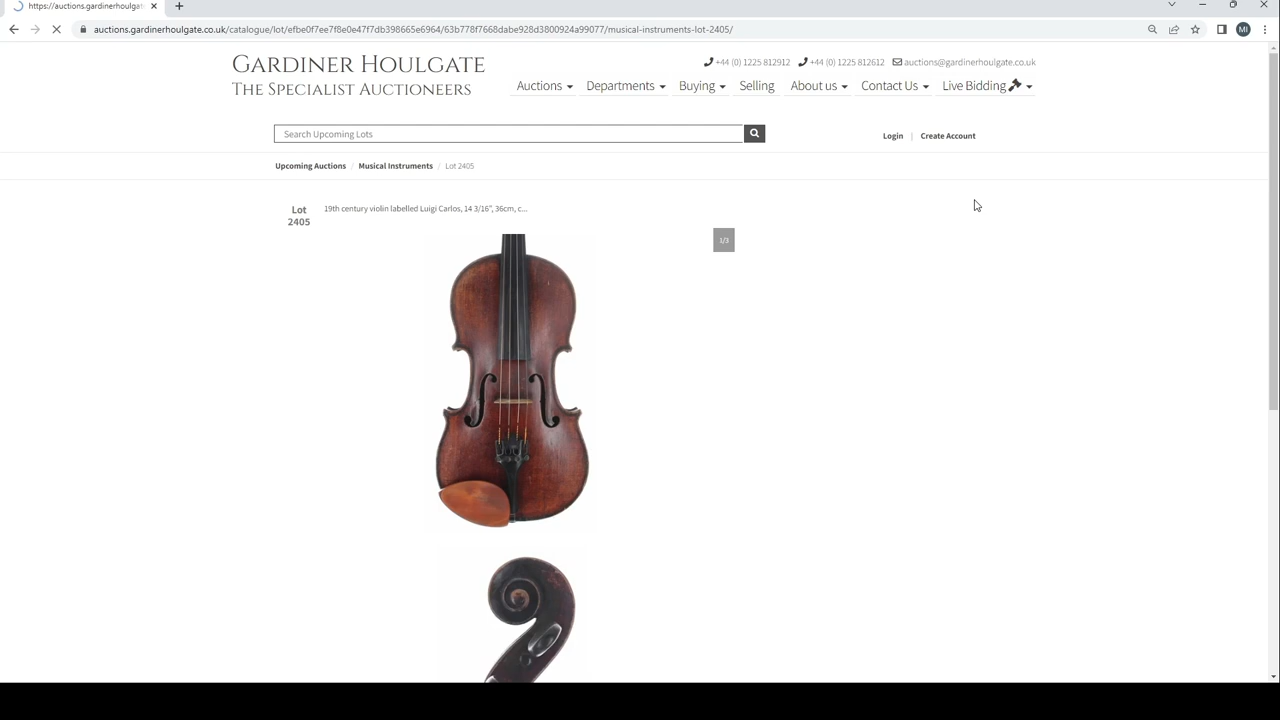 https://auctions.gardinerhoulgate
auctions.gardinerhoulgate.co.uk/catalogue/lot/efbe0f7ee7f8e0e47f7db398665e6964/63b778f7668dabe928d3800924a99077/musical-instruments-lot-2405/
MI
GARDINER HOULGATE
THE SPECIALIST AUCTIONEERS
+44 (0) 1225 812912 +44 (0) 1225 812612 auctions@gardinerhoulgate.co.uk
Auctions Departments Buying Selling About us Contact Us Live Bidding
Search Upcoming Lots
Login | Create Account
Upcoming Auctions / Musical Instruments / Lot 2405
Lot 2405
19th century violin labelled Luigi Carlos, 14 3/16", 36cm, c...
1/3